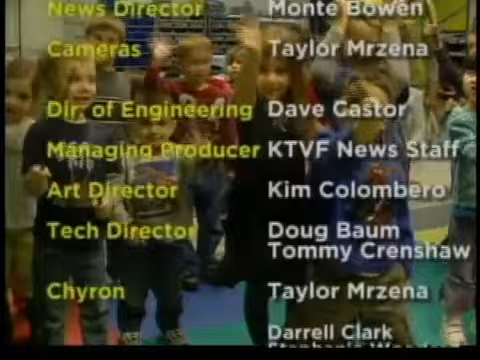 News Director Monte Bowen
Cameras Taylor Mrzena
Dir. of Engineering Dave Castor
Managing Producer KTVF News Staff
Art Director Kim Colombero
Tech Director Doug Baum
Tommy Crenshaw
Chyron Taylor Mrzena
Darrell Clark